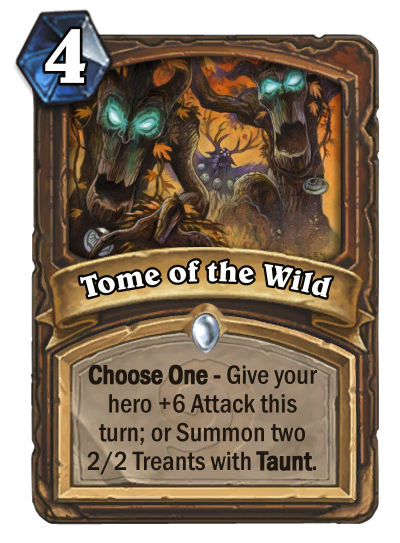 4
Tome of the Wild
Choose One - Give your
hero +6 Attack this
turn; or Summon two
2/2 Treants with Taunt.